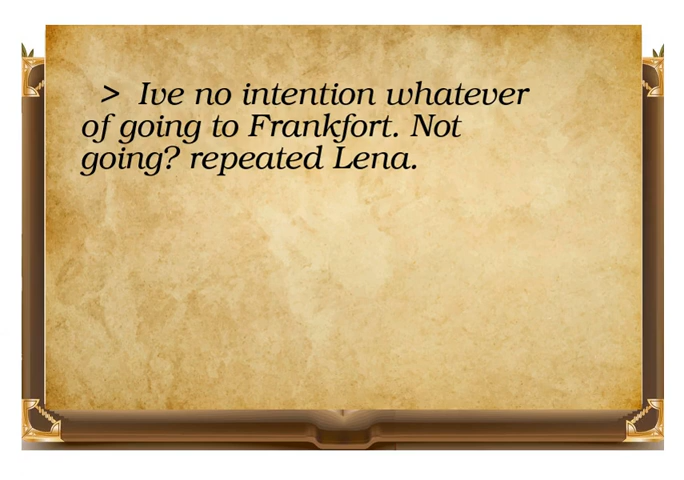 > Ive no intention whatever
of going to Frankfort. Not
going? repeated Lena.